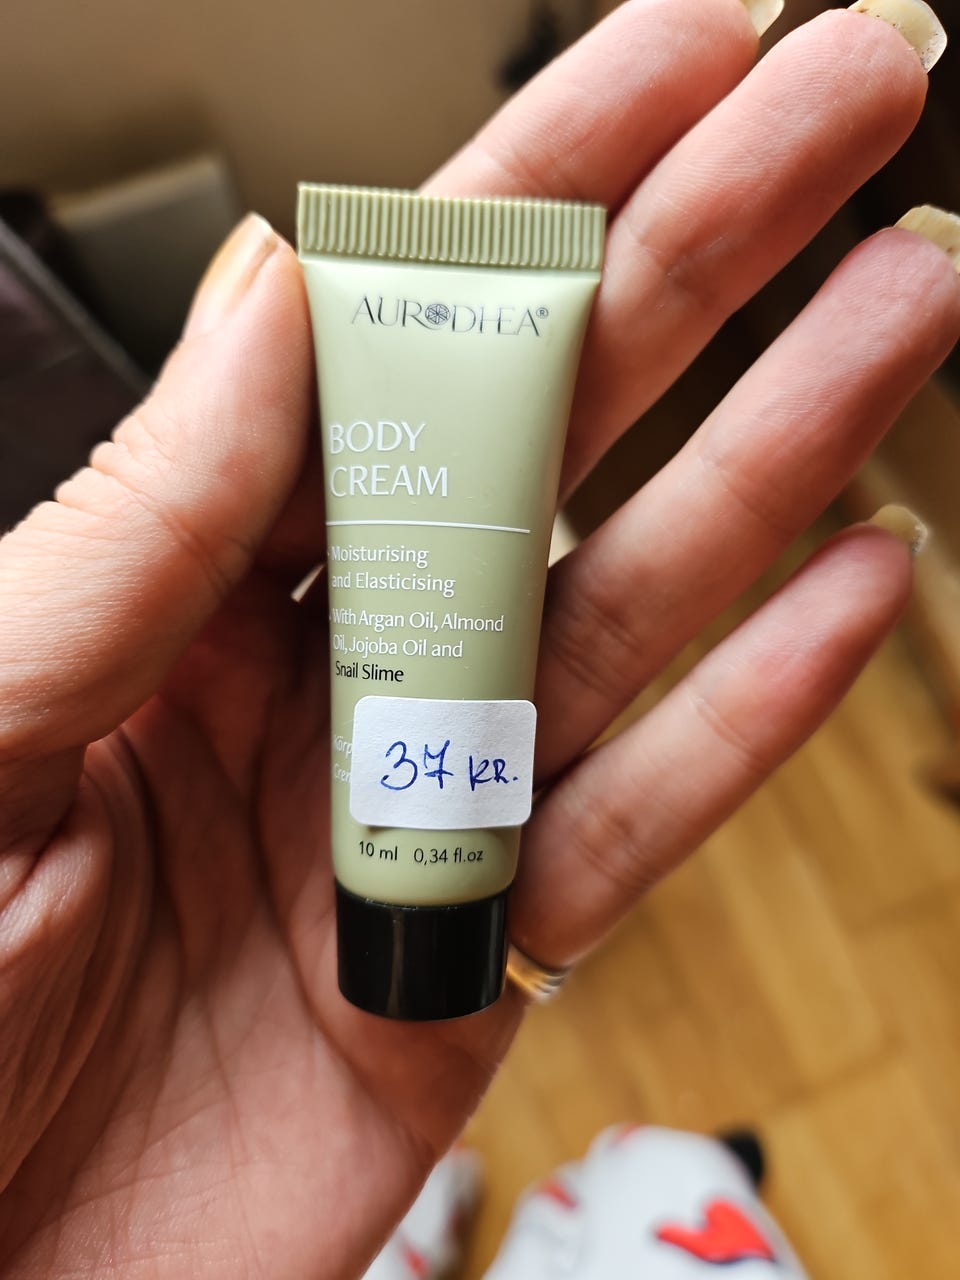 AURODHEA®
BODY
CREAM
Moisturising
and Elasticising
With Argan Oil, Almond
Oil, Jojoba Oil and
Snail Slime
37 KR.
10 ml 0,34 fl.oz